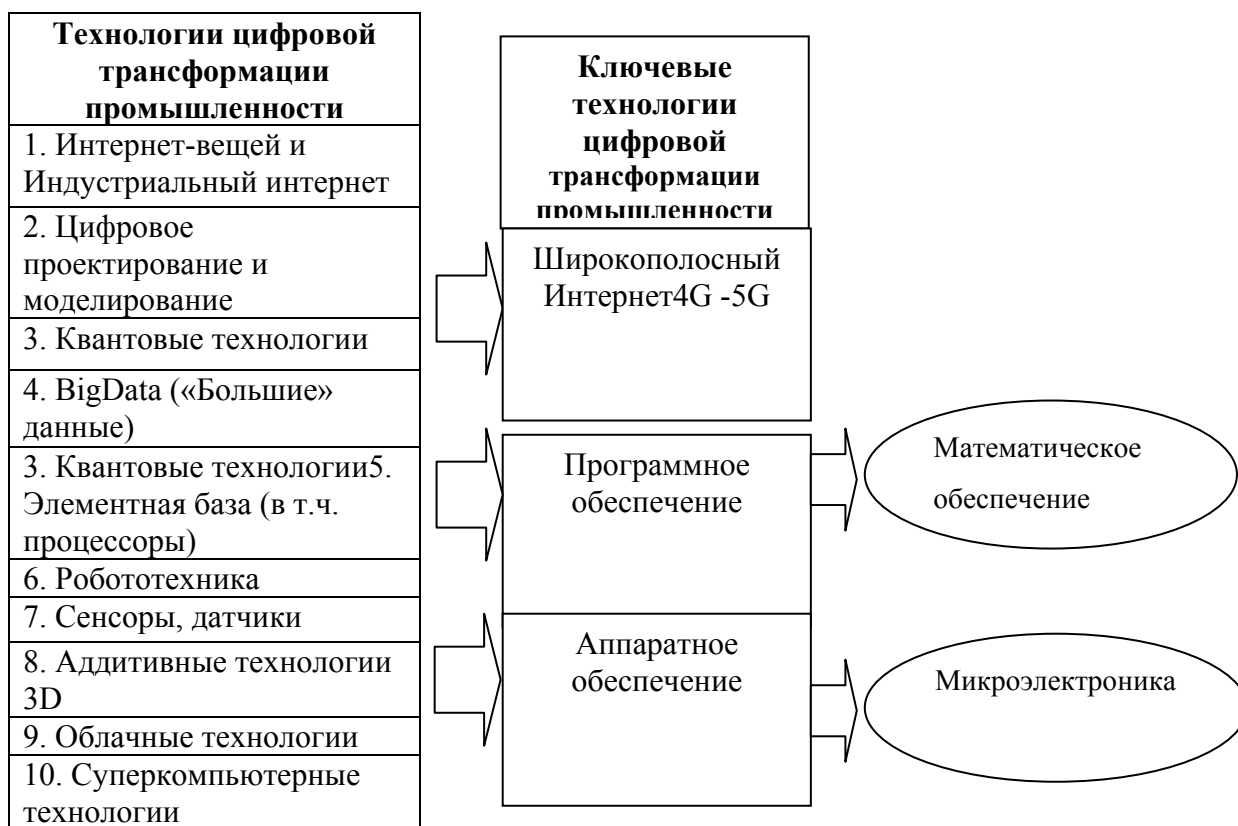 Технологии цифровой
трансформации
промышленности
1. Интернет-вещей и
Индустриальный интернет
2. Цифровое
проектирование и
моделирование
3. Квантовые технологии
4. BigData («Большие»
данные)
3. Квантовые технологии5.
Элементная база (в т.ч.
процессоры)
6. Робототехника
7. Сенсоры, датчики
8. Аддитивные технологии
3D
9. Облачные технологии
10. Суперкомпьютерные
технологии
Ключевые
технологии
цифровой
трансформации
промышленности
Широкополосный
Интернет4G -5G
Программное
обеспечение
Аппаратное
обеспечение
Математическое
обеспечение
Микроэлектроника